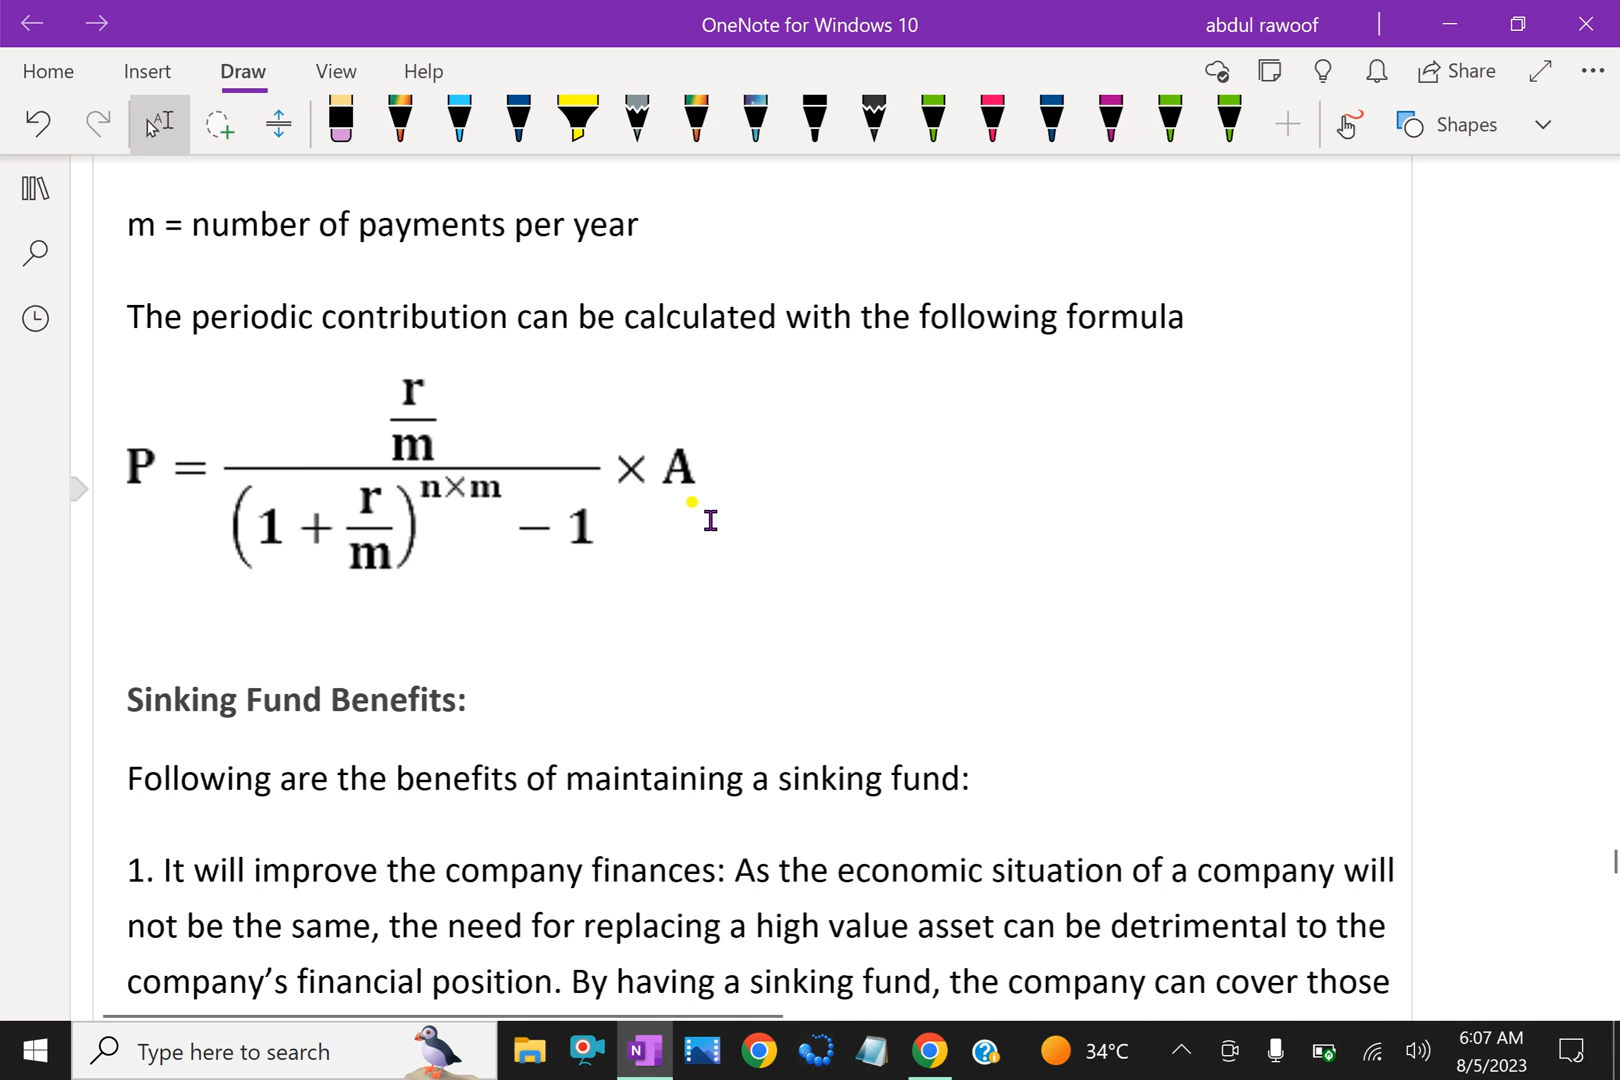 OneNote for Windows 10
abdul rawoof
Home Insert Draw View Help
Share
Shapes
m = number of payments per year
The periodic contribution can be calculated with the following formula
P = r/m / (1 + r/m)^n×m − 1 × A
Sinking Fund Benefits:
Following are the benefits of maintaining a sinking fund:
1. It will improve the company finances: As the economic situation of a company will
not be the same, the need for replacing a high value asset can be detrimental to the
company’s financial position. By having a sinking fund, the company can cover those
Type here to search
34°C
6:07 AM
8/5/2023